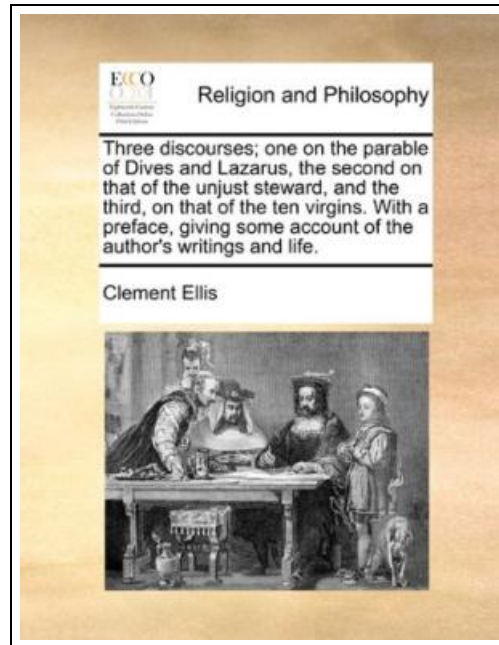 ECCO
Religion and Philosophy
Three discourses; one on the parable
of Dives and Lazarus, the second on
that of the unjust steward, and the
third, on that of the ten virgins. With a
preface, giving some account of the
author's writings and life.
Clement Ellis